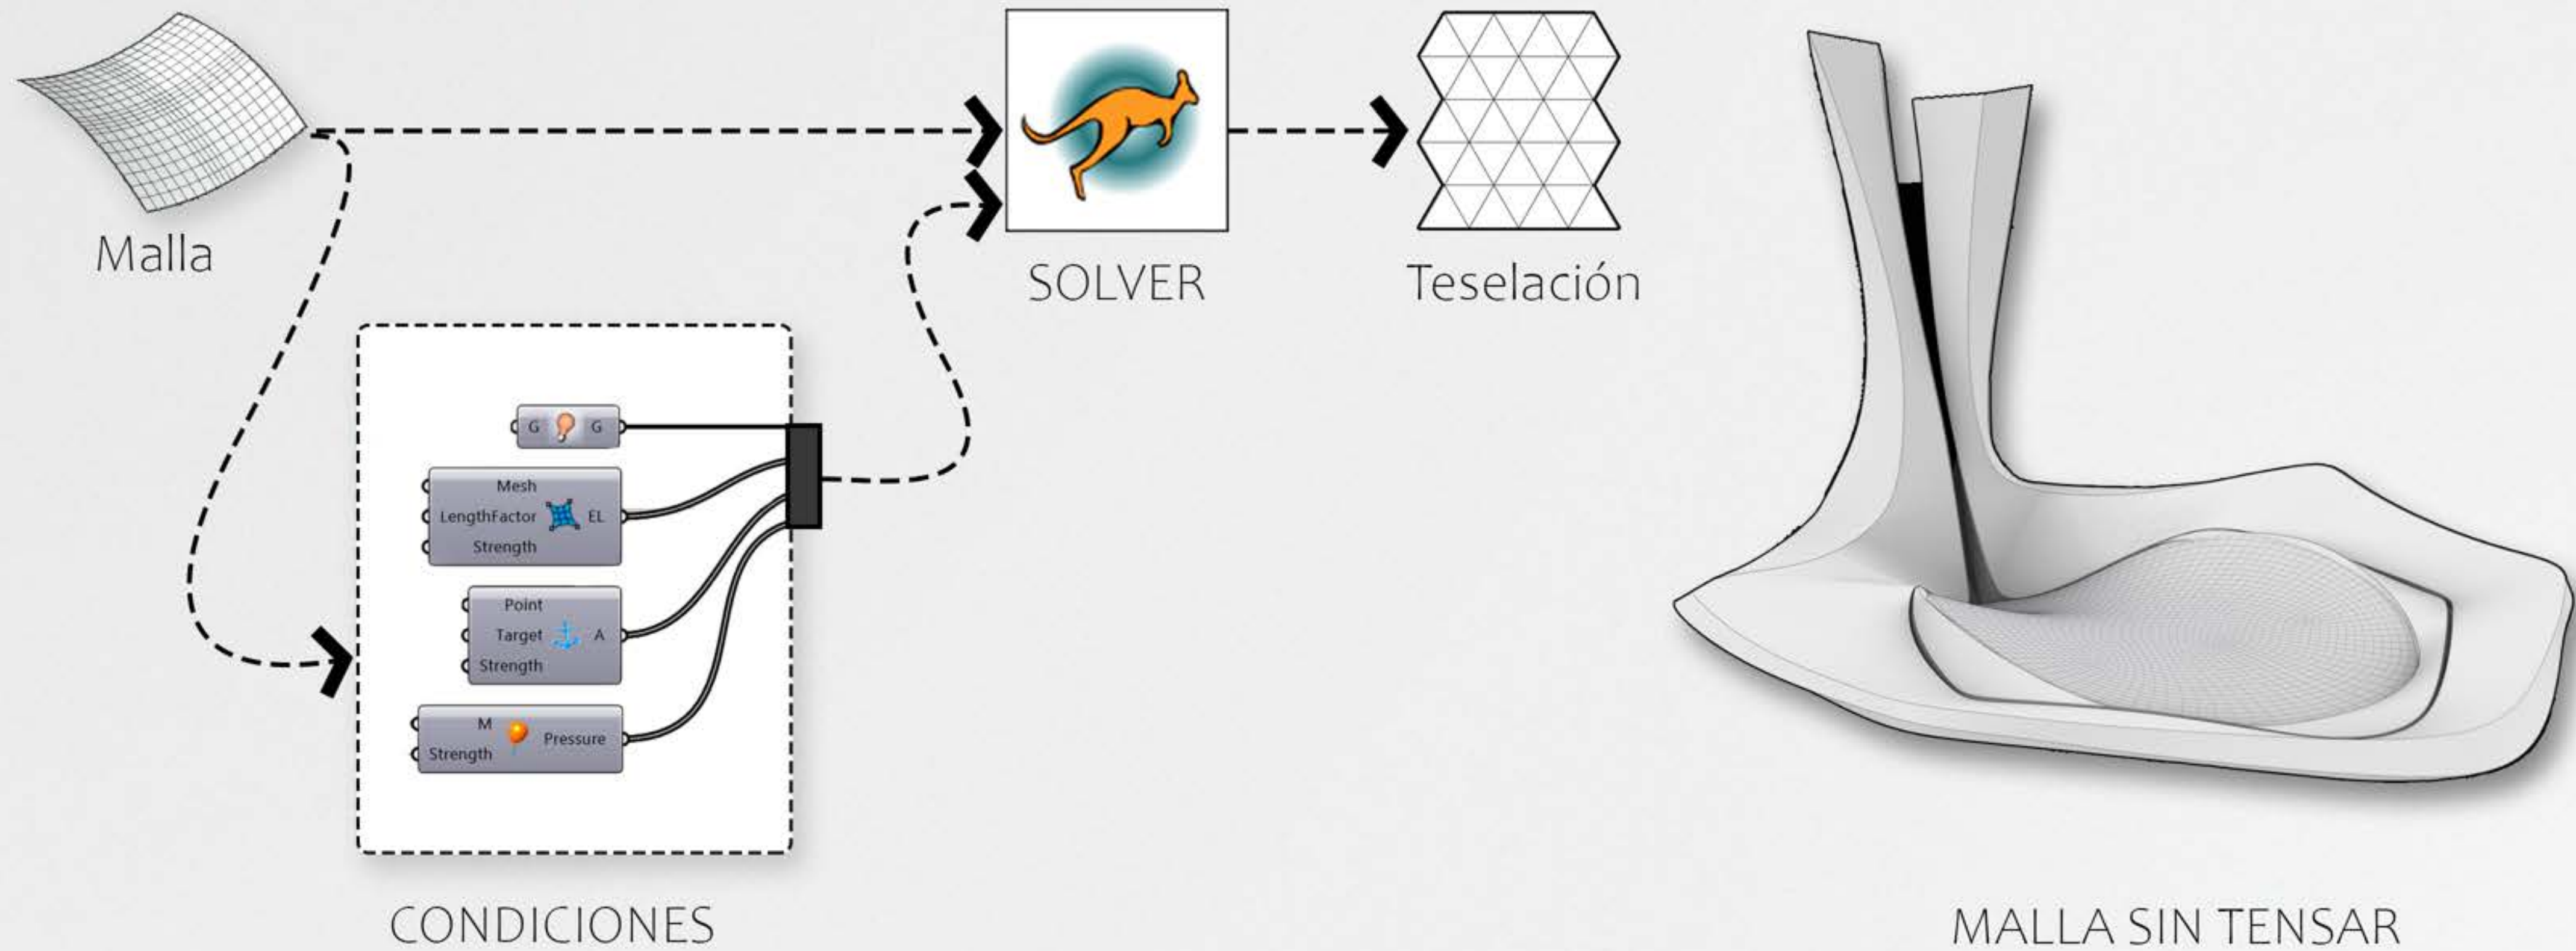 Malla
SOLVER
Teselación
G G
Mesh
LengthFactor EL
Strength
Point
Target A
Strength
M
Pressure
Strength
CONDICIONES
MALLA SIN TENSAR